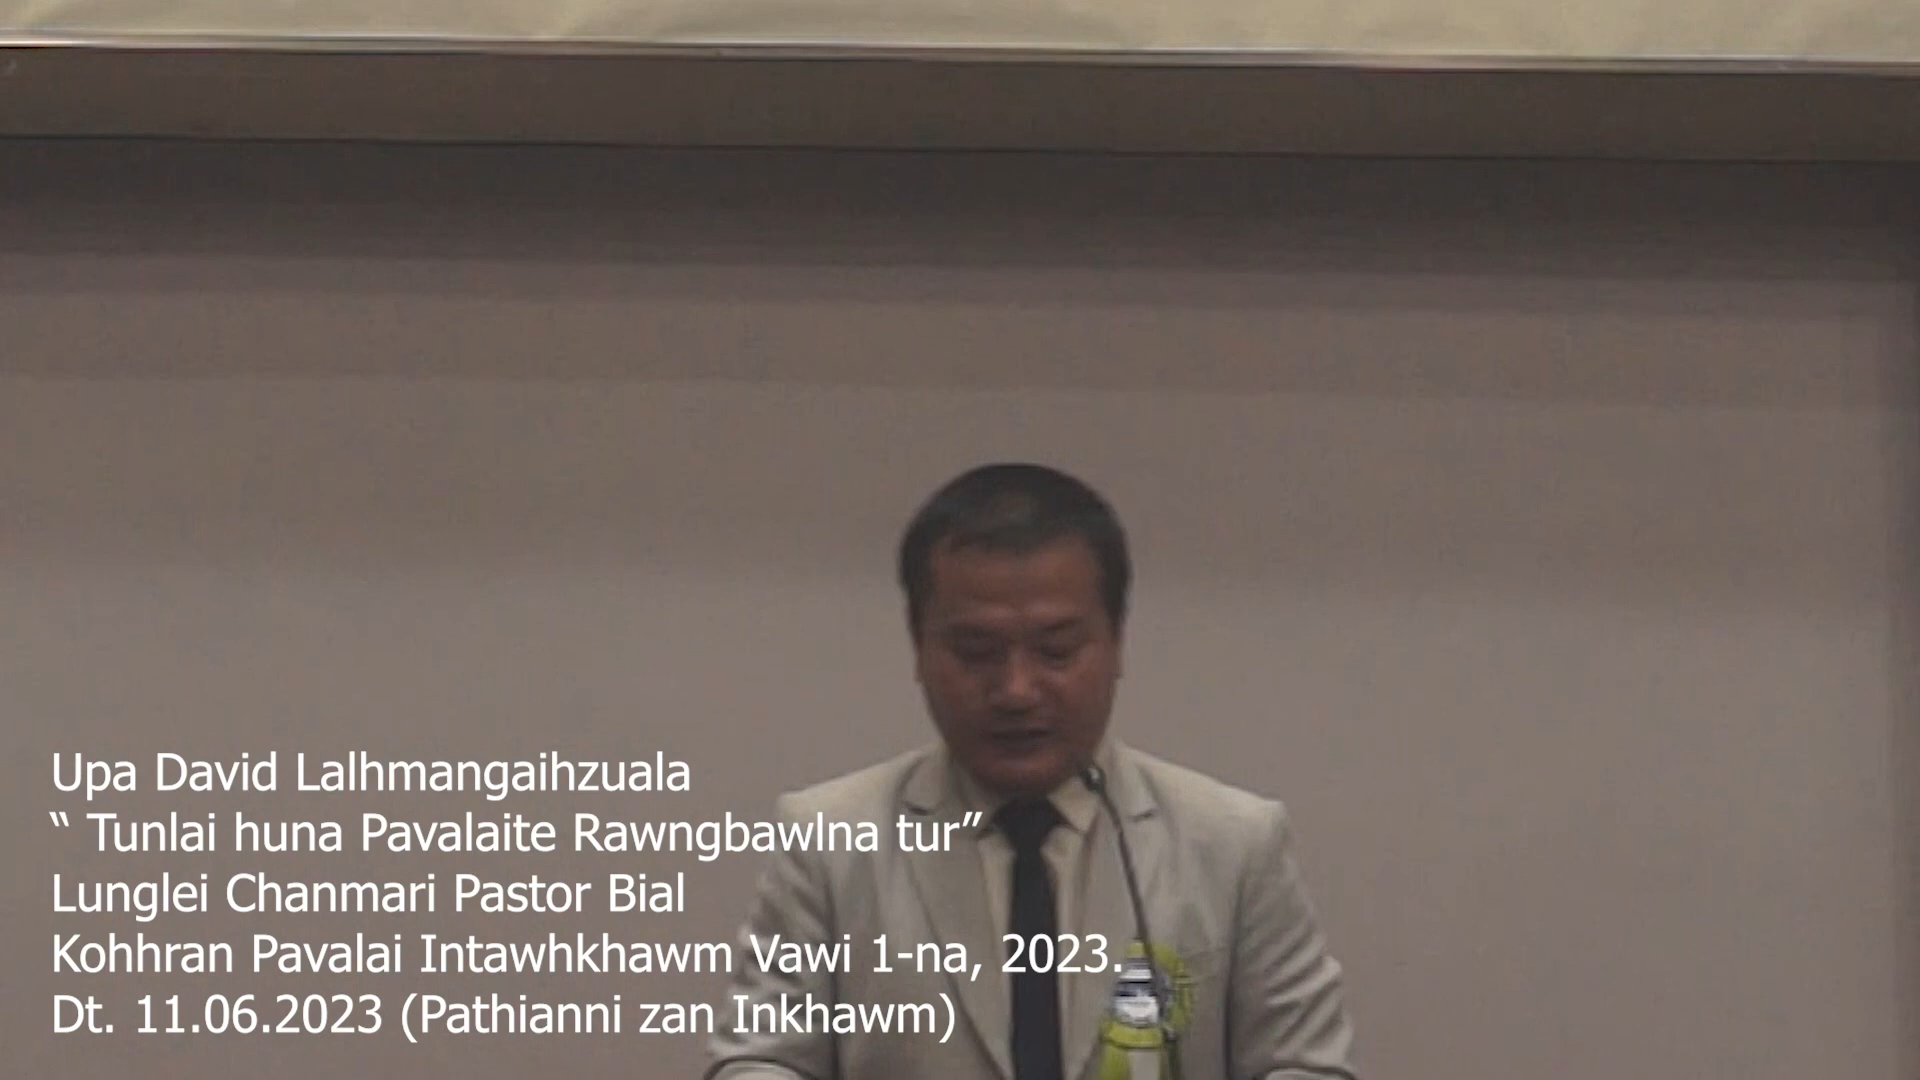 Upa David Lalhmangaihzuala
“ Tunlai huna Pavalaite Rawngbawlna tur”
Lunglei Chanmari Pastor Bial
Kohhran Pavalai Intawhkhawm Vawi 1-na, 2023.
Dt. 11.06.2023 (Pathianni zan Inkhawm)